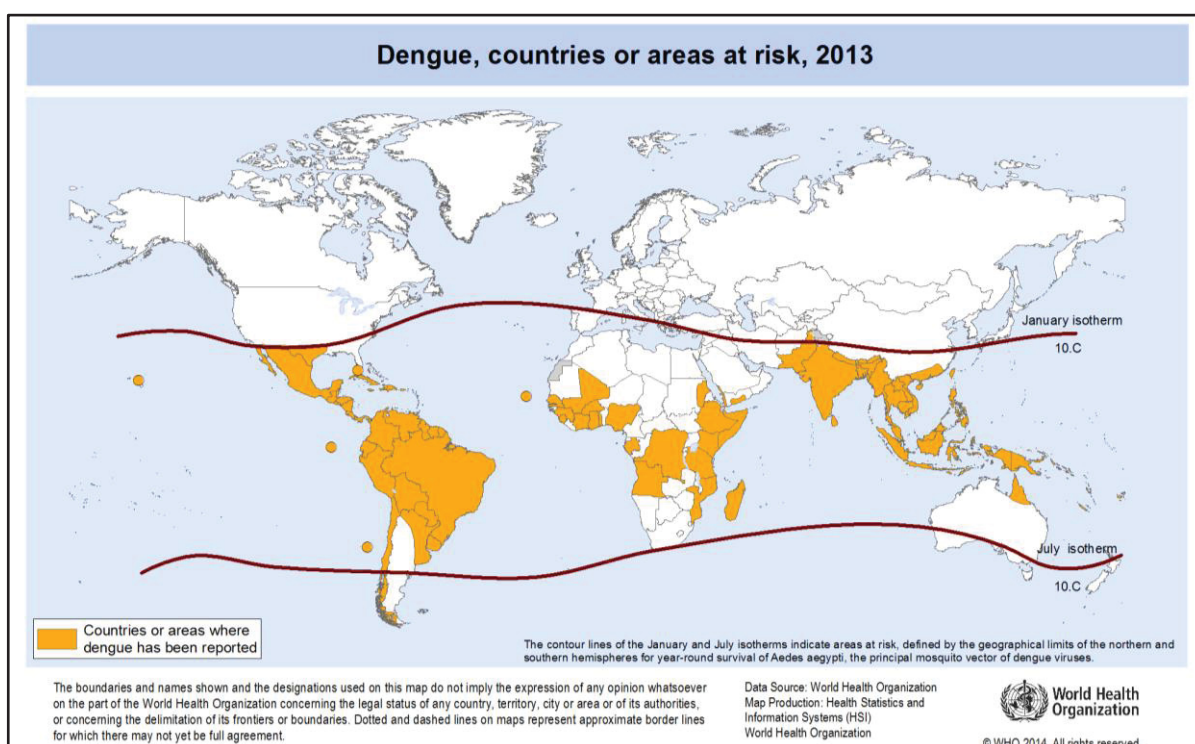 Dengue, countries or areas at risk, 2013
January isotherm
10.C
July isotherm
10.C
Countries or areas where
dengue has been reported
The contour lines of the January and July isotherms indicate areas at risk, defined by the geographical limits of the northern and
southern hemispheres for year-round survival of Aedes aegypti, the principal mosquito vector of dengue viruses.
The boundaries and names shown and the designations used on this map do not imply the expression of any opinion whatsoever
on the part of the World Health Organization concerning the legal status of any country, territory, city or area or of its authorities,
or concerning the delimitation of its frontiers or boundaries. Dotted and dashed lines on maps represent approximate border lines
for which there may not yet be full agreement.
Data Source: World Health Organization
Map Production: Health Statistics and
Information Systems (HSI)
World Health Organization
World Health
Organization
© WHO 2014. All rights reserved